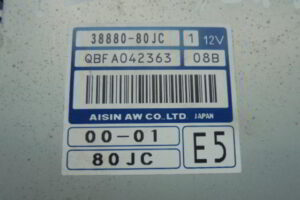 38880-80JC 1 12V
QBFA042363 08B
AISIN AW CO.,LTD. JAPAN
00-01
80JC E5